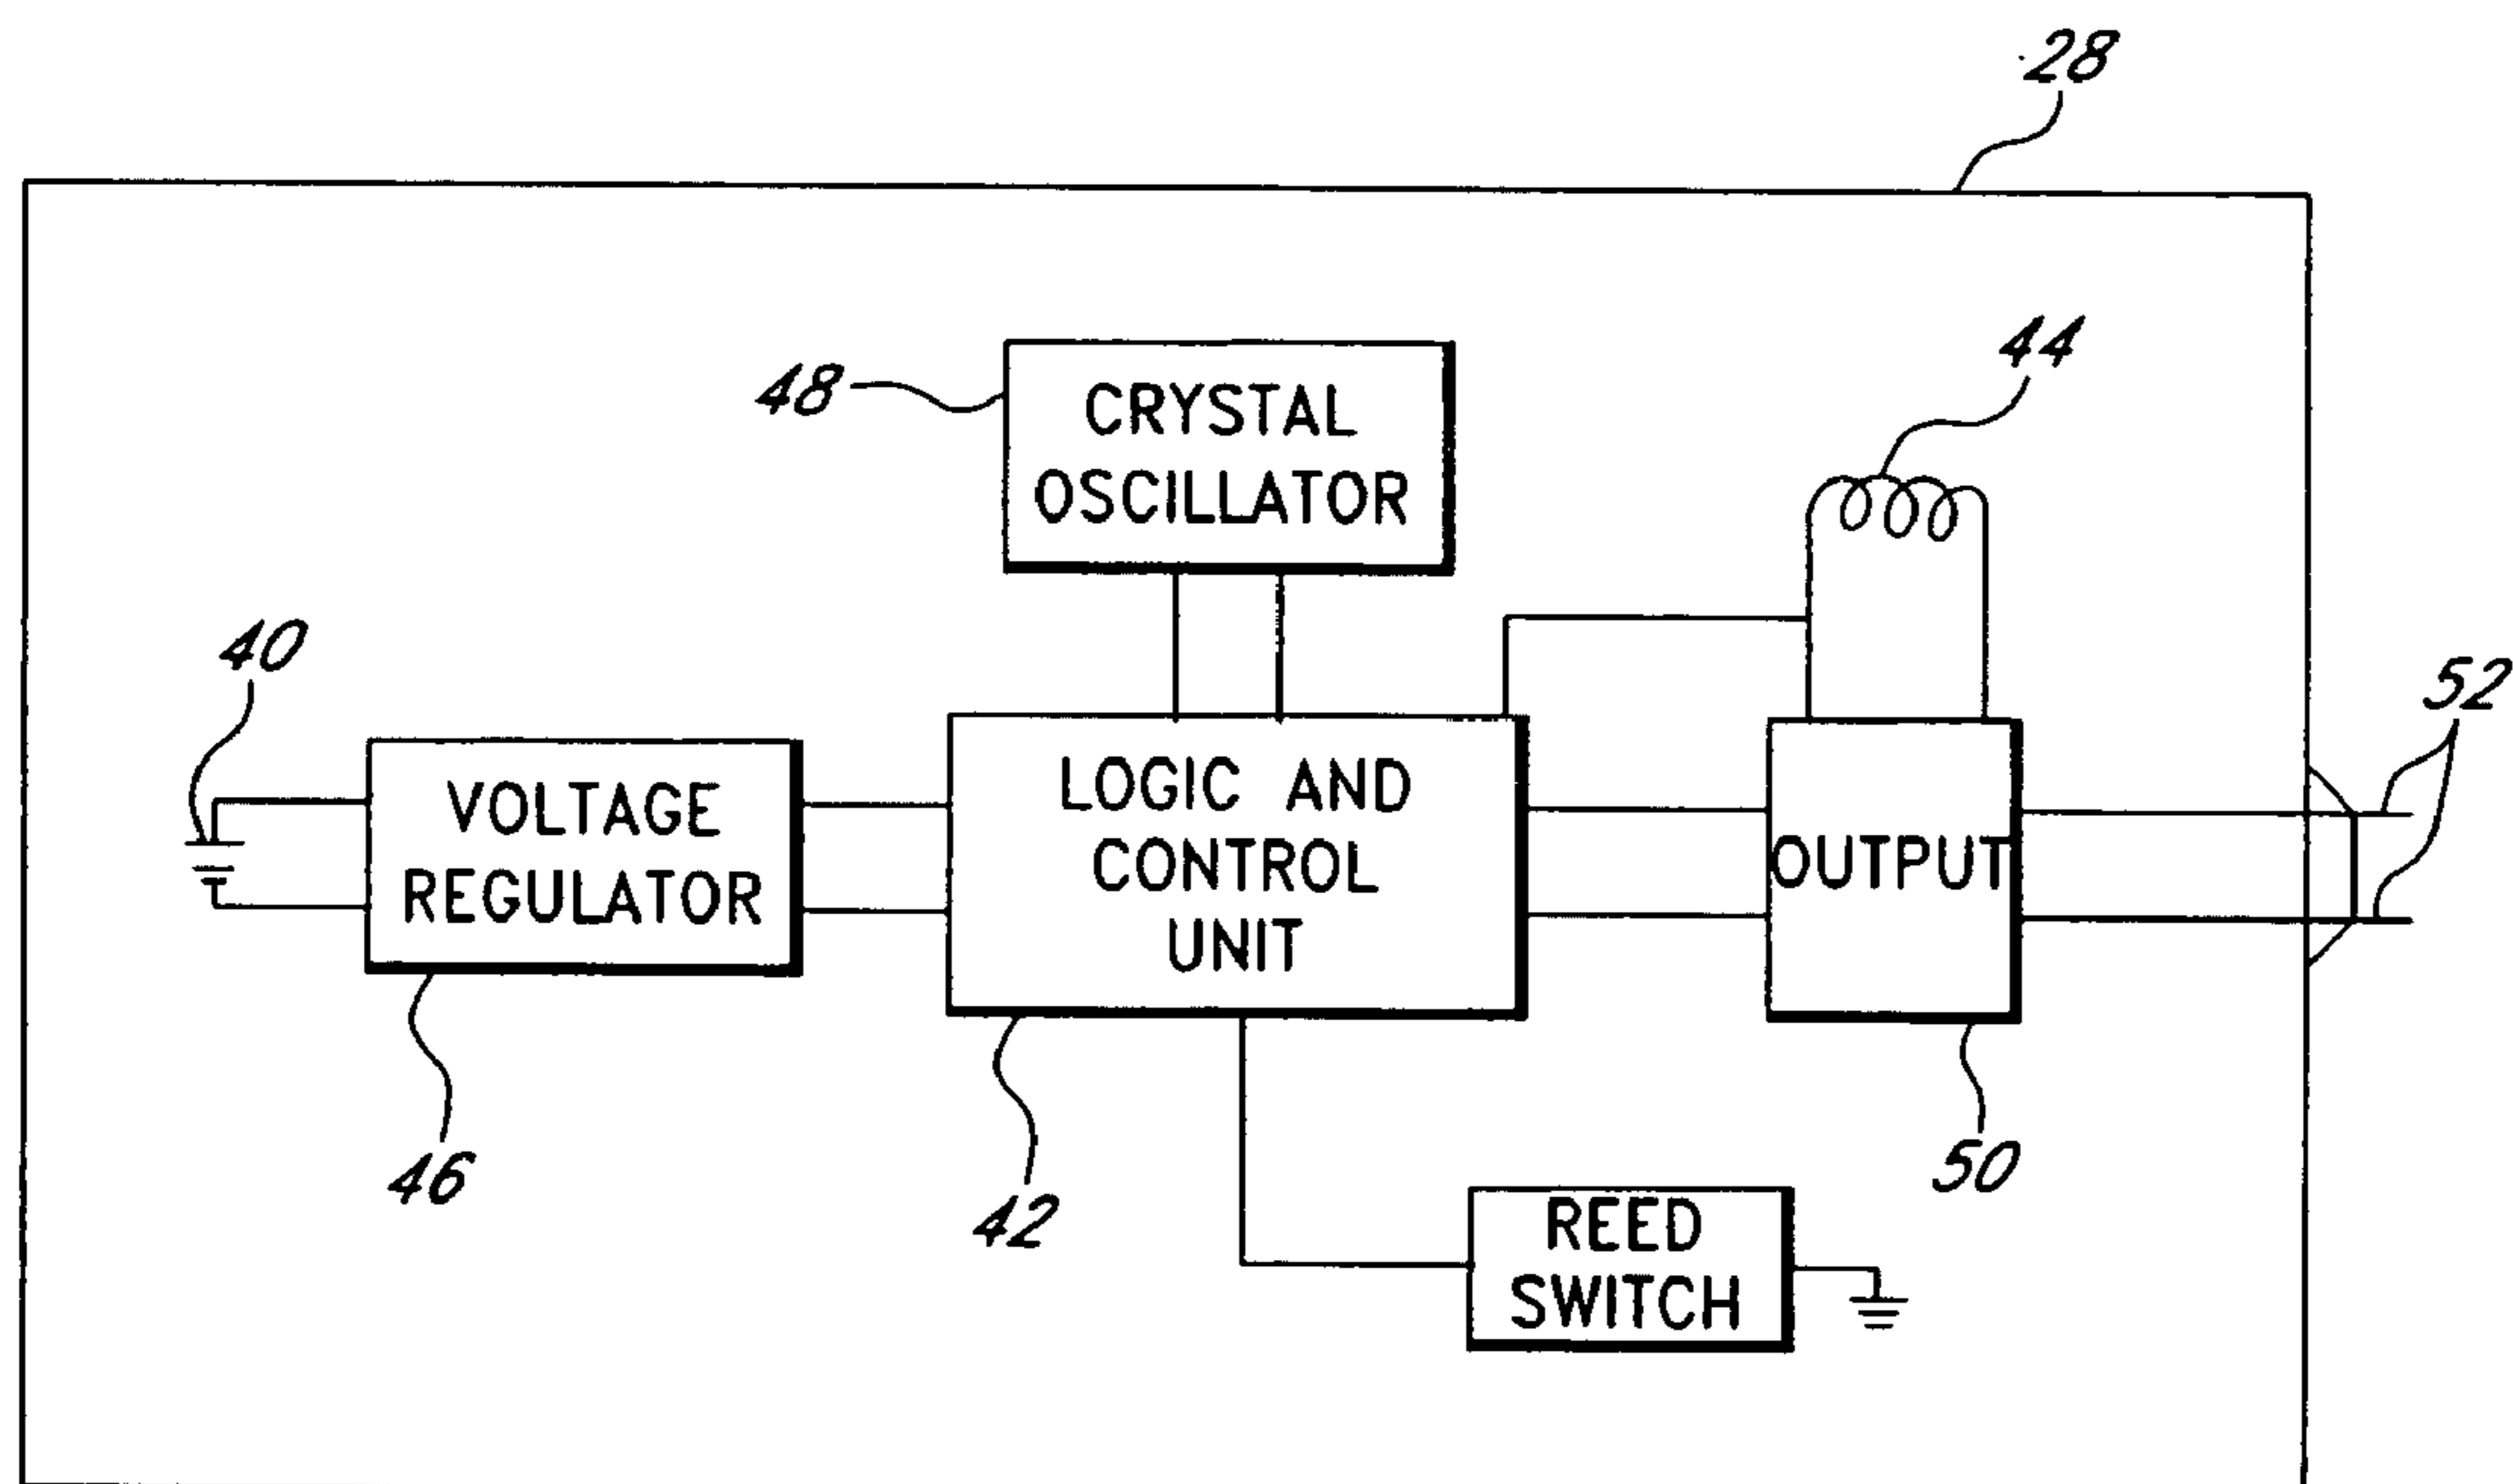 28
44
48
CRYSTAL
OSCILLATOR
40
52
VOLTAGE
REGULATOR
LOGIC AND
CONTROL
UNIT
OUTPUT
46
42
50
REED
SWITCH